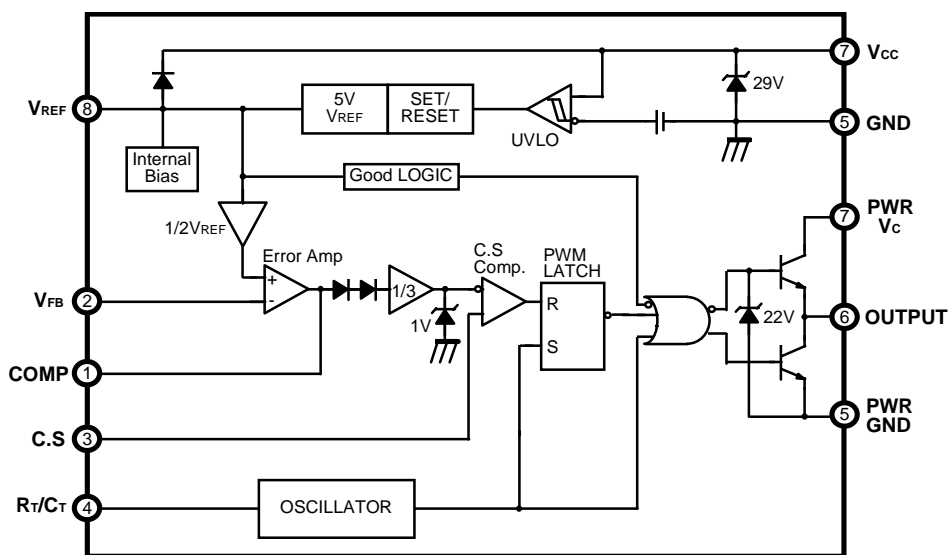 7
VCC
29V
VREF
8
5V
VREF
SET/
RESET
UVLO
5
GND
Internal
Bias
Good LOGIC
1/2VREF
7
PWR
VC
Error Amp
C.S
Comp.
PWM
LATCH
+
-
1/3
VFB
2
1V
R
S
22V
6
OUTPUT
COMP
1
5
PWR
GND
C.S
3
RT/CT
4
OSCILLATOR